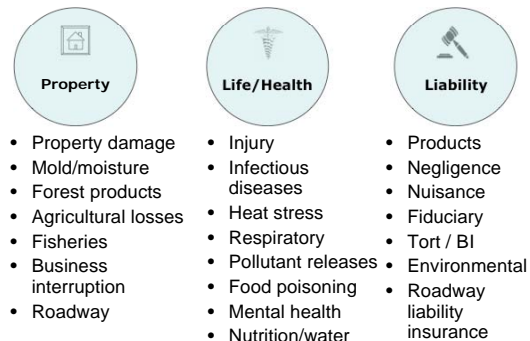 Property
• Property damage
• Mold/moisture
• Forest products
• Agricultural losses
• Fisheries
• Business
interruption
• Roadway
Life/Health
• Injury
• Infectious
diseases
• Heat stress
• Respiratory
• Pollutant releases
• Food poisoning
• Mental health
• Nutrition/water
Liability
• Products
• Negligence
• Nuisance
• Fiduciary
• Tort / BI
• Environmental
• Roadway
liability
insurance